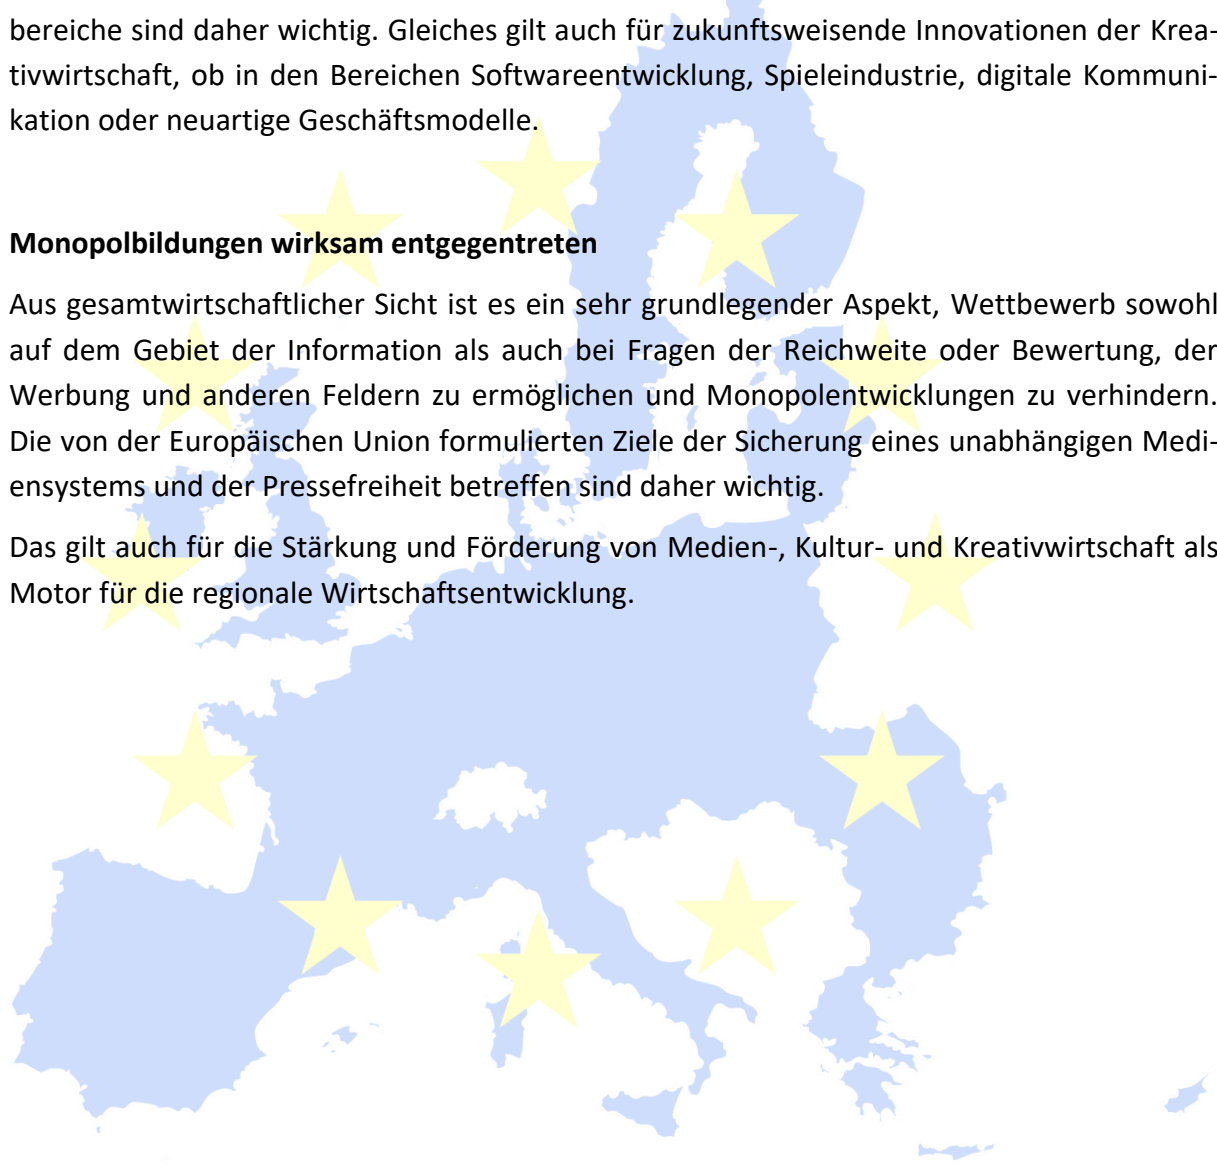 bereiche sind daher wichtig. Gleiches gilt auch für zukunftsweisende Innovationen der Krea-
tivwirtschaft, ob in den Bereichen Softwareentwicklung, Spieleindustrie, digitale Kommuni-
kation oder neuartige Geschäftsmodelle.
Monopolbildungen wirksam entgegentreten
Aus gesamtwirtschaftlicher Sicht ist es ein sehr grundlegender Aspekt, Wettbewerb sowohl
auf dem Gebiet der Information als auch bei Fragen der Reichweite oder Bewertung, der
Werbung und anderen Feldern zu ermöglichen und Monopolentwicklungen zu verhindern.
Die von der Europäischen Union formulierten Ziele der Sicherung eines unabhängigen Medi-
ensystems und der Pressefreiheit betreffen sind daher wichtig.
Das gilt auch für die Stärkung und Förderung von Medien-, Kultur- und Kreativwirtschaft als
Motor für die regionale Wirtschaftsentwicklung.